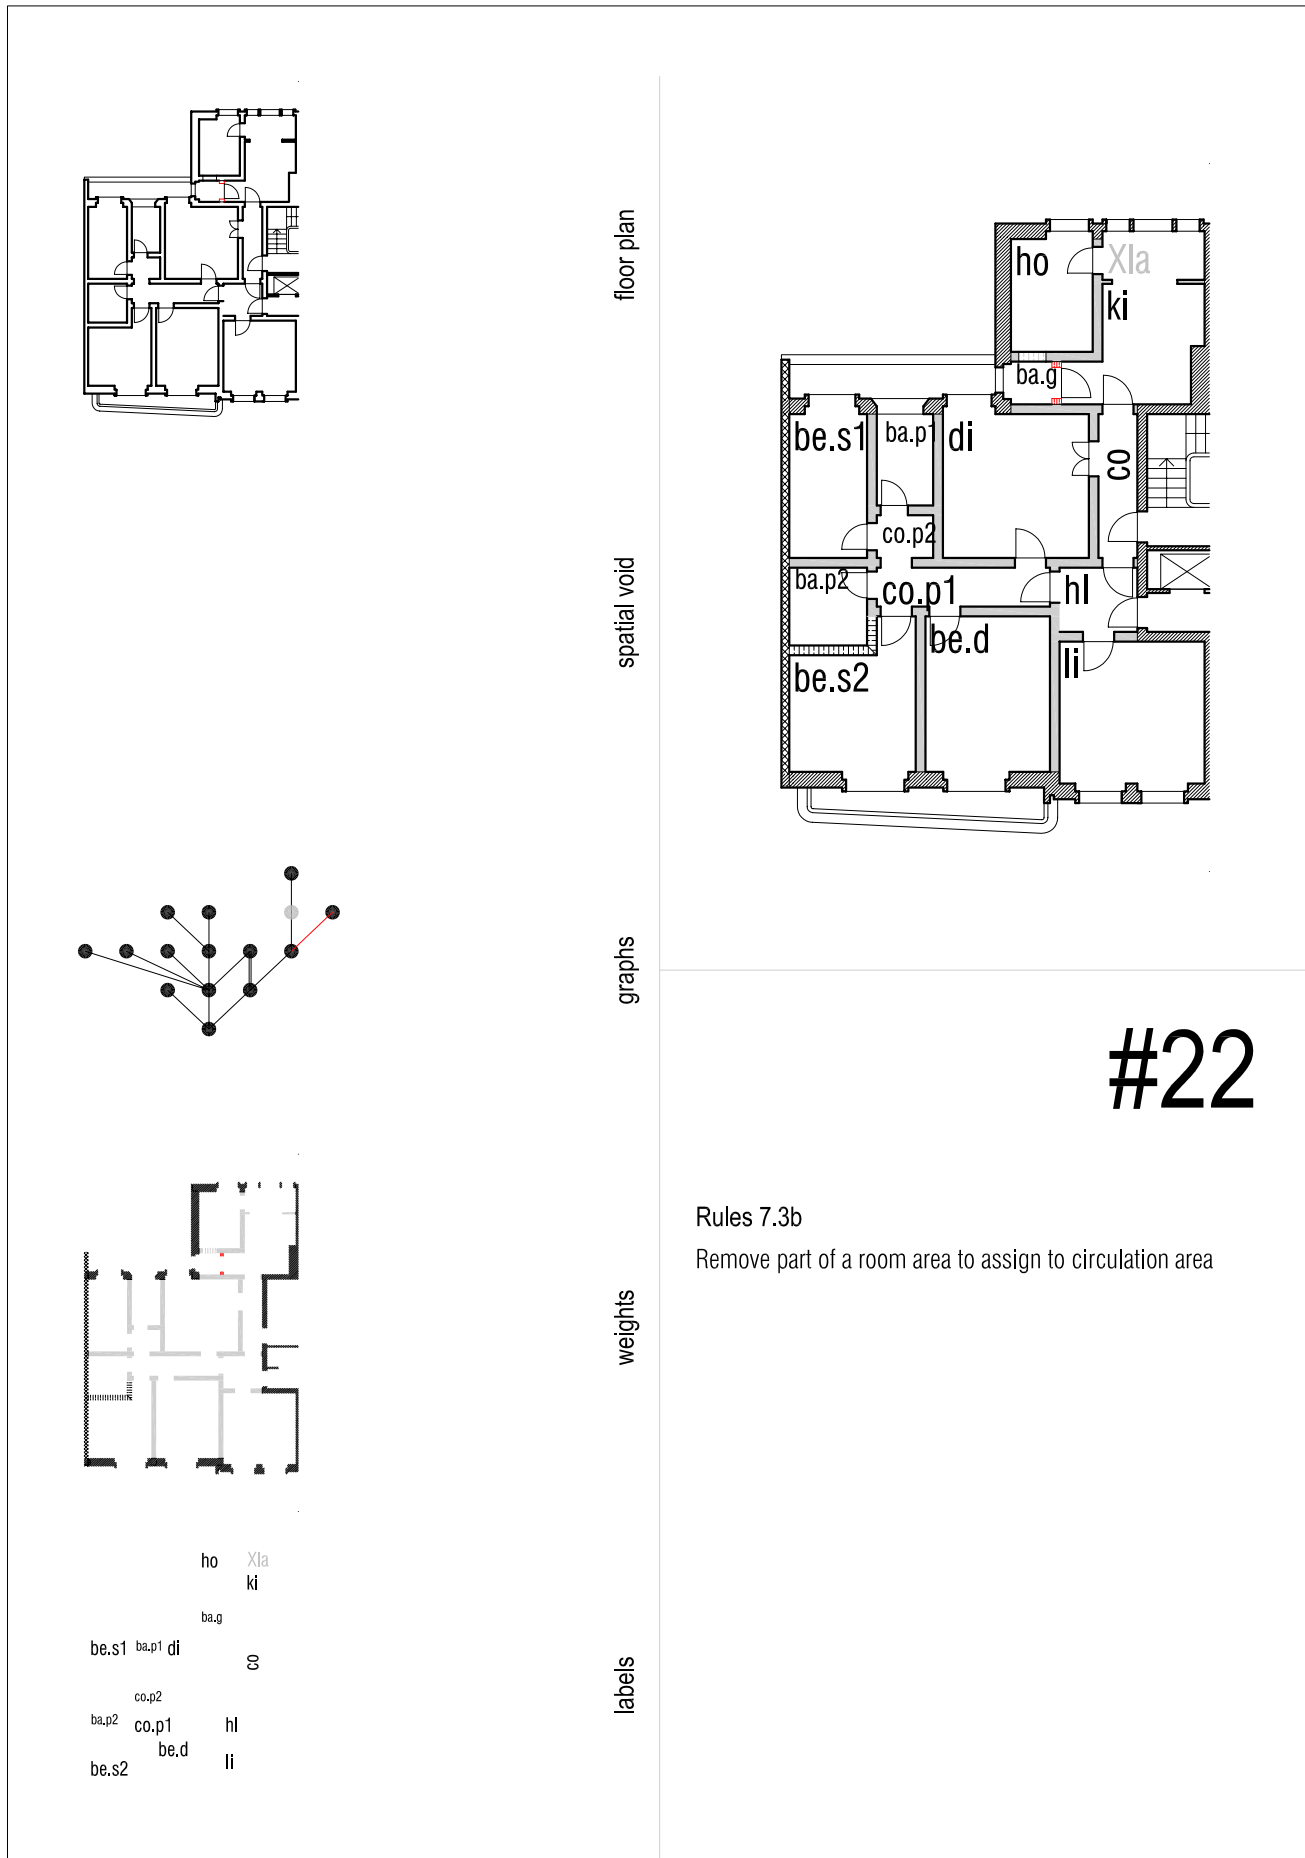 floor plan
spatial void
graphs
weights
labels
ho Xla
ki
ba.g
be.s1 ba.p1 di
co
co.p2
ba.p2 co.p1 hl
be.d
be.s2 li
ho Xla
ki
ba.g
be.s1 ba.p1 di
co
co.p2
ba.p2 co.p1 hl
be.d
be.s2 li
#22
Rules 7.3b
Remove part of a room area to assign to circulation area